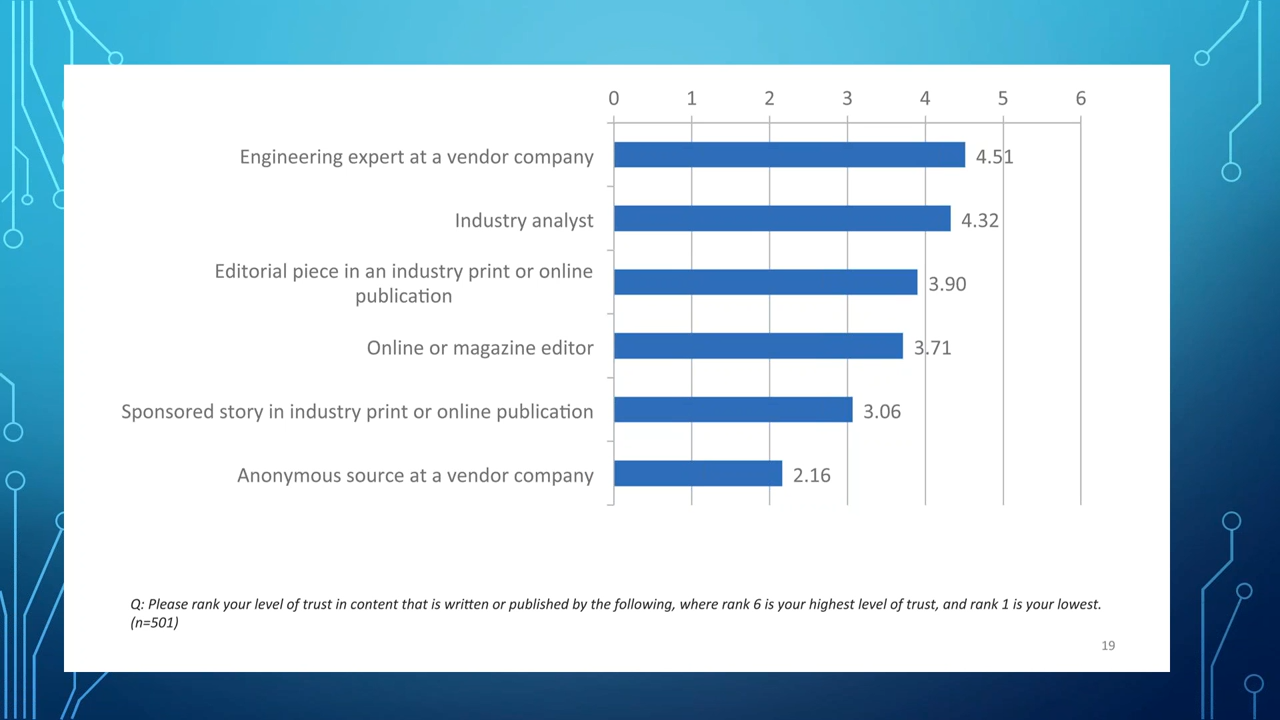 0 1 2 3 4 5 6
Engineering expert at a vendor company 4.51
Industry analyst 4.32
Editorial piece in an industry print or online
publication 3.90
Online or magazine editor 3.71
Sponsored story in industry print or online publication 3.06
Anonymous source at a vendor company 2.16
Q: Please rank your level of trust in content that is written or published by the following, where rank 6 is your highest level of trust, and rank 1 is your lowest.
(n=501)
19